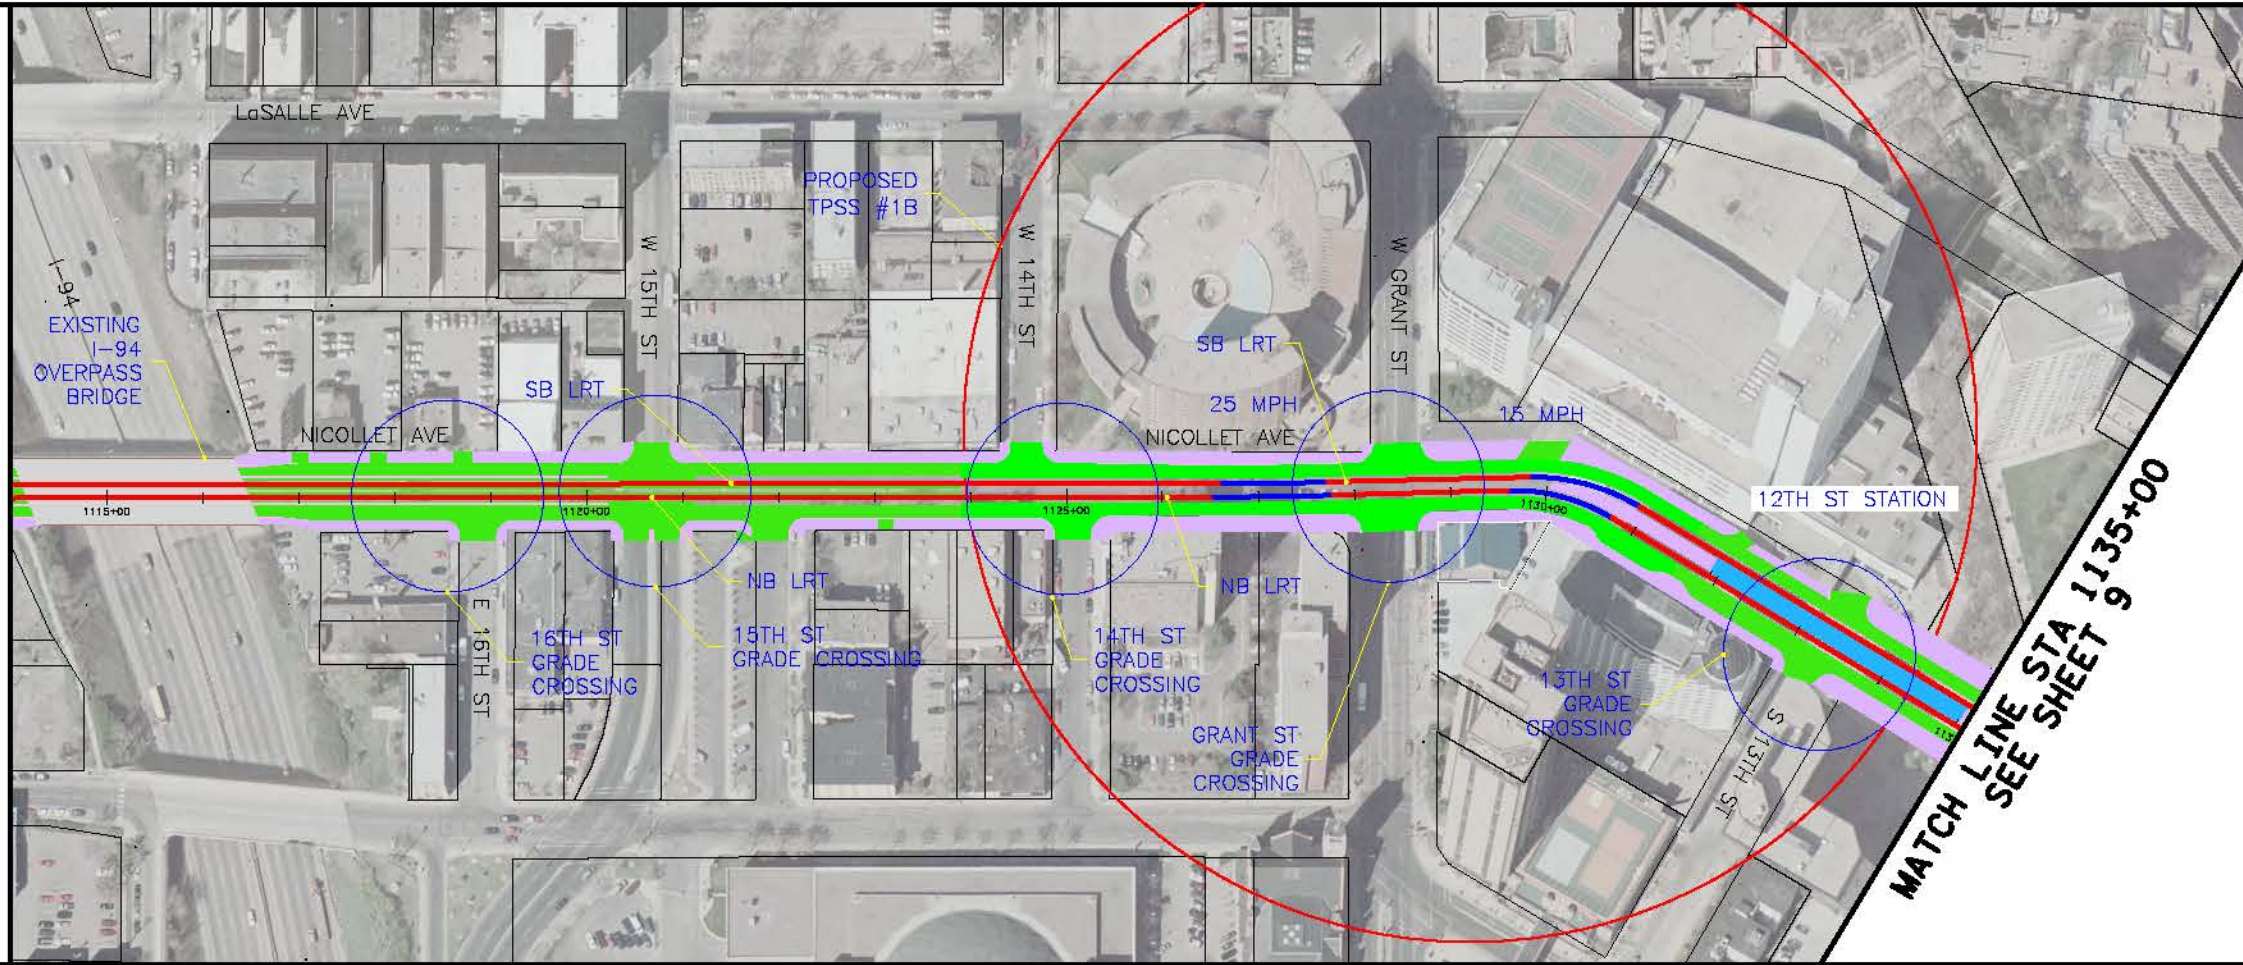 LaSALLE AVE
PROPOSED
TPSS #1B
W 15TH ST
W 14TH ST
W GRANT ST
I-94
EXISTING
I-94
OVERPASS
BRIDGE
SB LRT
SB LRT
25 MPH
15 MPH
NICOLLET AVE
NICOLLET AVE
12TH ST STATION
1115+00
1120+00
1125+00
1130+00
NB LRT
NB LRT
E 16TH ST
16TH ST
GRADE
CROSSING
15TH ST
GRADE CROSSING
14TH ST
GRADE
CROSSING
GRANT ST
GRADE
CROSSING
13TH ST
GRADE
CROSSING
S 13TH ST
MATCH LINE STA 1135+00
SEE SHEET 9